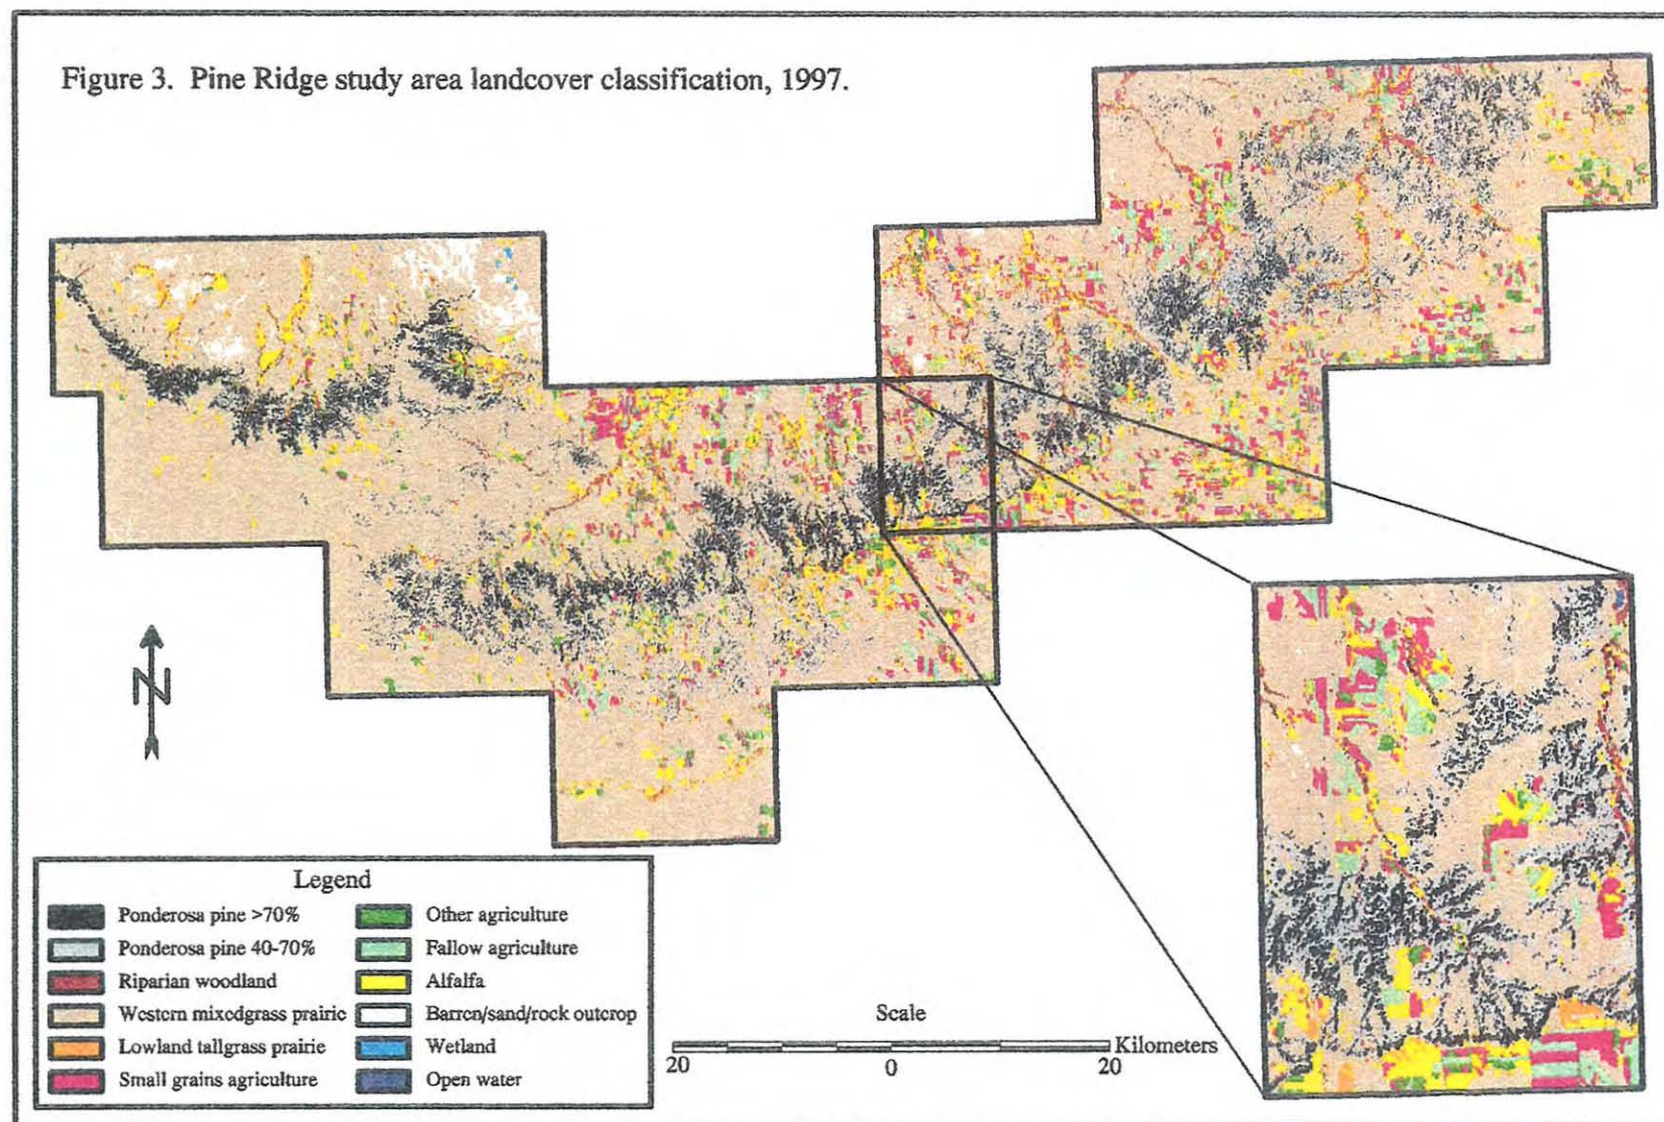 Figure 3. Pine Ridge study area landcover classification, 1997.
N
Legend
Ponderosa pine >70%
Ponderosa pine 40-70%
Riparian woodland
Western mixedgrass prairie
Lowland tallgrass prairie
Small grains agriculture
Other agriculture
Fallow agriculture
Alfalfa
Barren/sand/rock outcrop
Wetland
Open water
Scale
Kilometers
20 0 20